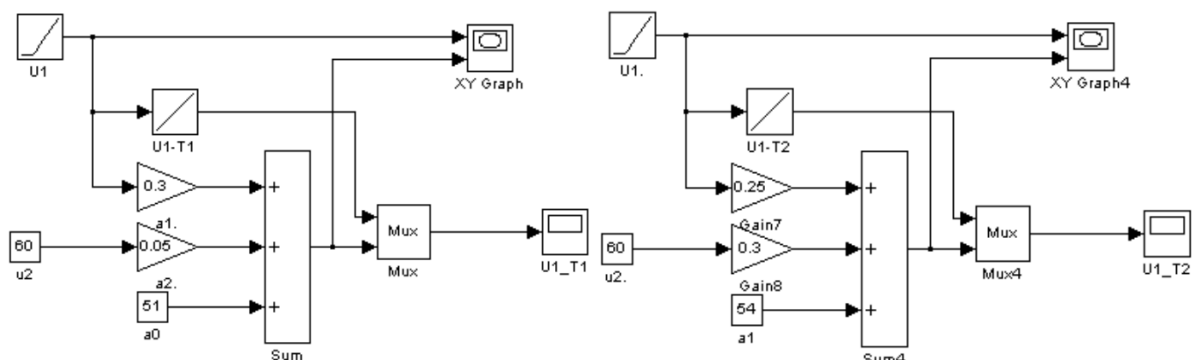 U1
XY Graph
U1-T1
0.3
a1.
60
u2
0.05
a2.
51
a0
+
+
+
Sum
Mux
Mux
U1_T1
U1.
XY Graph4
U1-T2
0.25
Gain7
60
u2.
0.3
Gain8
54
a1
+
+
+
Sum4
Mux
Mux4
U1_T2